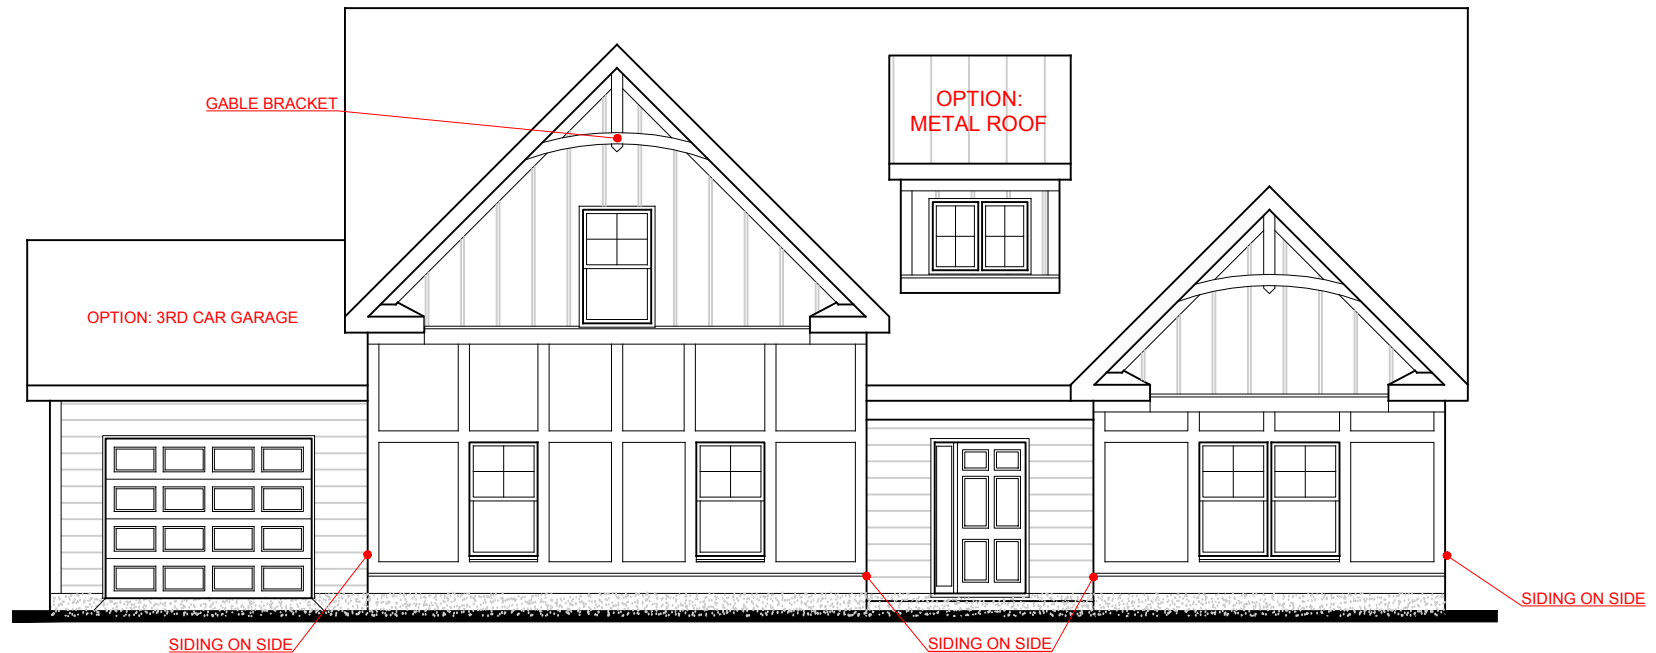 OPTION:
METAL ROOF
GABLE BRACKET
OPTION: 3RD CAR GARAGE
SIDING ON SIDE
SIDING ON SIDE
SIDING ON SIDE